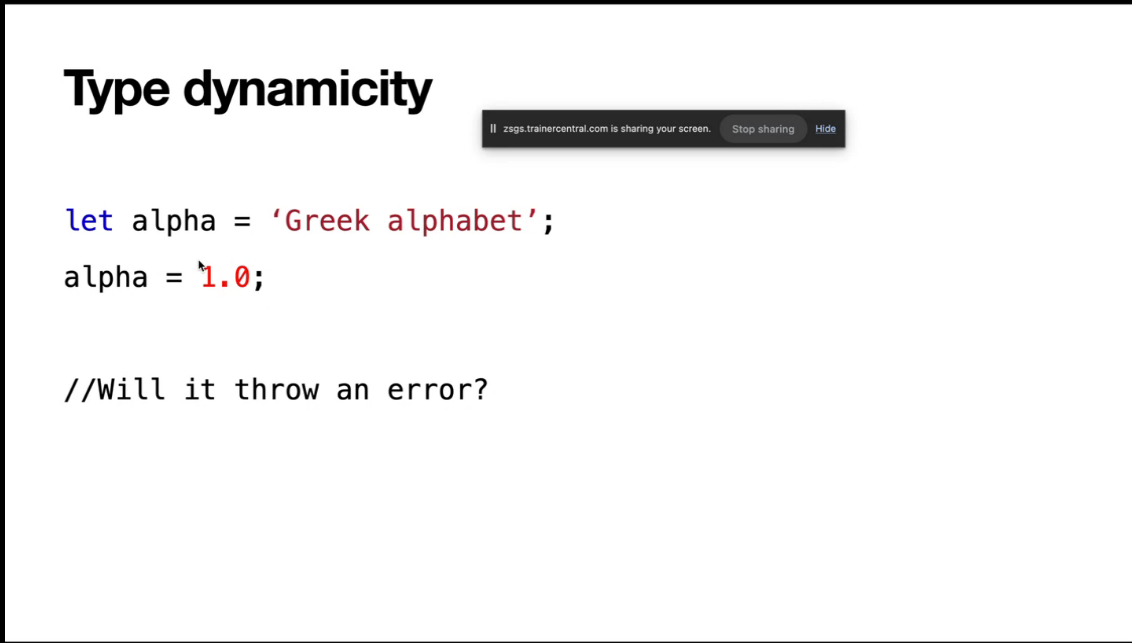 Type dynamicity
zsgs.trainercentral.com is sharing your screen. Stop sharing Hide
let alpha = ‘Greek alphabet’;
alpha = 1.0;
//Will it throw an error?